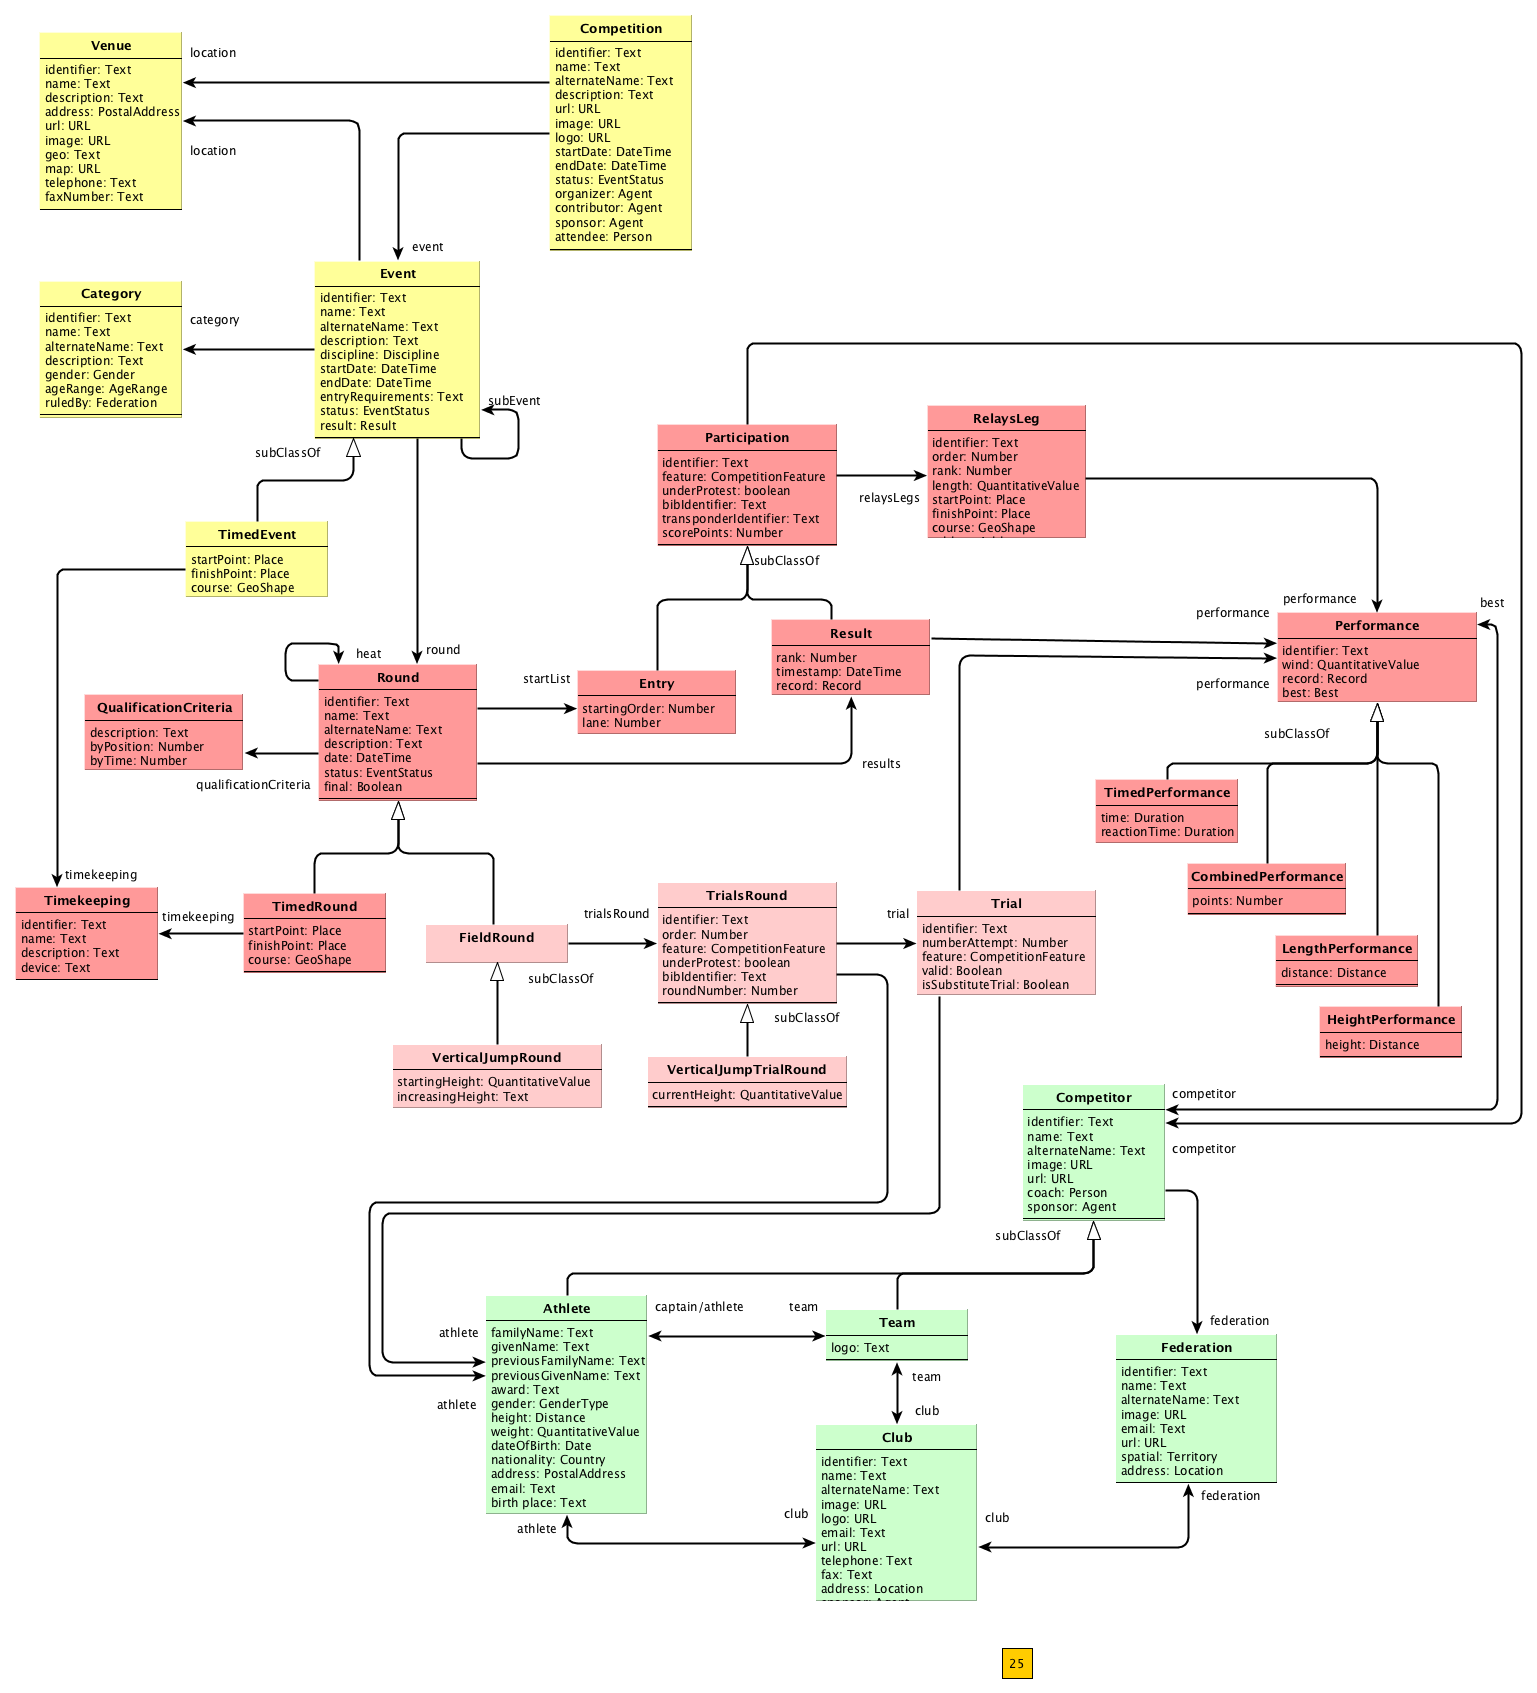 Competition
identifier: Text
name: Text
alternateName: Text
description: Text
url: URL
image: URL
logo: URL
startDate: DateTime
endDate: DateTime
status: EventStatus
organizer: Agent
contributor: Agent
sponsor: Agent
attendee: Person
Venue
identifier: Text
name: Text
description: Text
address: PostalAddress
url: URL
image: URL
geo: Text
map: URL
telephone: Text
faxNumber: Text
location
location
event
Event
identifier: Text
name: Text
alternateName: Text
description: Text
discipline: Discipline
startDate: DateTime
endDate: DateTime
entryRequirements: Text
status: EventStatus
result: Result
Category
identifier: Text
name: Text
alternateName: Text
description: Text
gender: Gender
ageRange: AgeRange
ruledBy: Federation
category
subEvent
subClassOf
TimedEvent
startPoint: Place
finishPoint: Place
course: GeoShape
Participation
identifier: Text
feature: CompetitionFeature
underProtest: boolean
bibIdentifier: Text
transponderIdentifier: Text
scorePoints: Number
relaysLegs
RelaysLeg
identifier: Text
order: Number
rank: Number
length: QuantitativeValue
startPoint: Place
finishPoint: Place
course: GeoShape
subClassOf
performance
performance
best
Result
rank: Number
timestamp: DateTime
record: Record
Performance
identifier: Text
wind: QuantitativeValue
record: Record
best: Best
performance
subClassOf
heat
round
startList
Round
identifier: Text
name: Text
alternateName: Text
description: Text
date: DateTime
status: EventStatus
final: Boolean
Entry
startingOrder: Number
lane: Number
QualificationCriteria
description: Text
byPosition: Number
byTime: Number
qualificationCriteria
results
TimedPerformance
time: Duration
reactionTime: Duration
CombinedPerformance
points: Number
LengthPerformance
distance: Distance
HeightPerformance
height: Distance
timekeeping
Timekeeping
identifier: Text
name: Text
description: Text
device: Text
timekeeping
TimedRound
startPoint: Place
finishPoint: Place
course: GeoShape
FieldRound
trialsRound
TrialsRound
identifier: Text
order: Number
feature: CompetitionFeature
underProtest: boolean
bibIdentifier: Text
roundNumber: Number
trial
Trial
identifier: Text
numberAttempt: Number
feature: CompetitionFeature
valid: Boolean
isSubstituteTrial: Boolean
subClassOf
subClassOf
VerticalJumpRound
startingHeight: QuantitativeValue
increasingHeight: Text
VerticalJumpTrialRound
currentHeight: QuantitativeValue
Competitor
identifier: Text
name: Text
alternateName: Text
image: URL
url: URL
coach: Person
sponsor: Agent
competitor
competitor
subClassOf
captain/athlete
team
athlete
athlete
Athlete
familyName: Text
givenName: Text
previousFamilyName: Text
previousGivenName: Text
award: Text
gender: GenderType
height: Distance
weight: QuantitativeValue
dateOfBirth: Date
nationality: Country
address: PostalAddress
email: Text
birth place: Text
Team
logo: Text
team
club
federation
Federation
identifier: Text
name: Text
alternateName: Text
image: URL
email: Text
url: URL
spatial: Territory
address: Location
federation
Club
identifier: Text
name: Text
alternateName: Text
image: URL
logo: URL
email: Text
url: URL
telephone: Text
fax: Text
address: Location
club
club
athlete
25